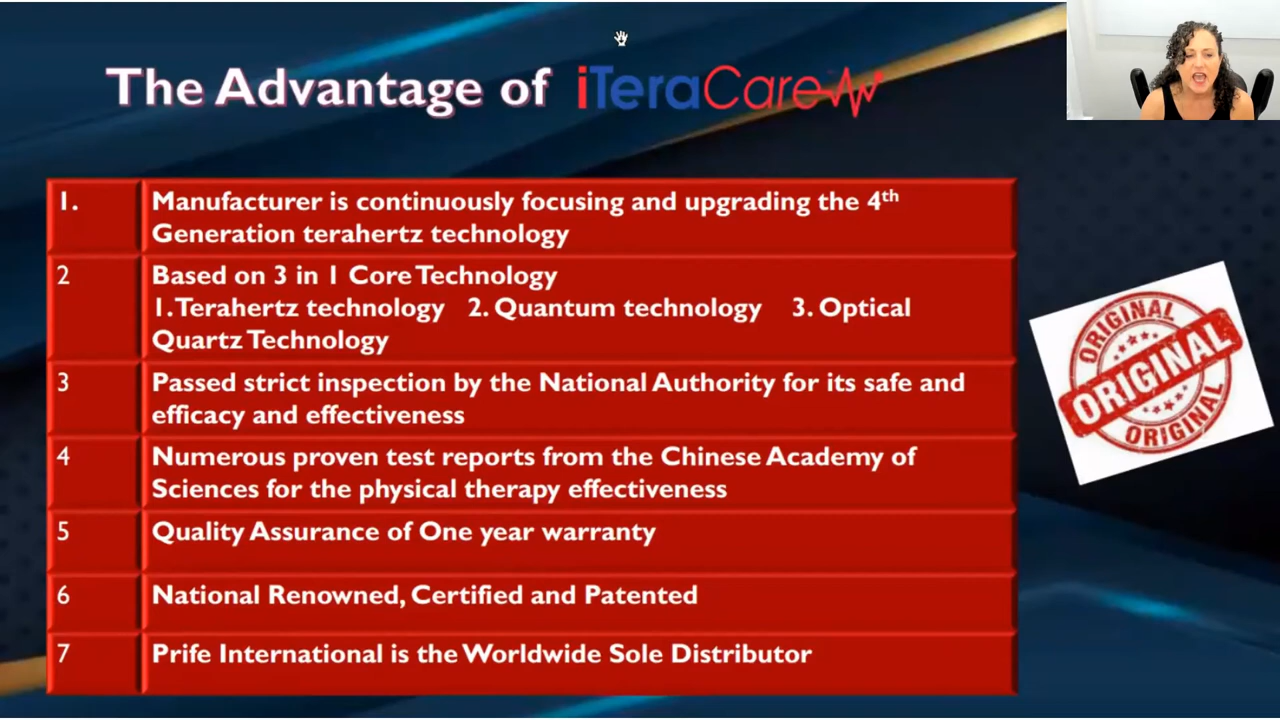 The Advantage of iTeraCare
1. Manufacturer is continuously focusing and upgrading the 4th
Generation terahertz technology
2 Based on 3 in 1 Core Technology
1. Terahertz technology 2. Quantum technology 3. Optical
Quartz Technology
3 Passed strict inspection by the National Authority for its safe and
efficacy and effectiveness
4 Numerous proven test reports from the Chinese Academy of
Sciences for the physical therapy effectiveness
5 Quality Assurance of One year warranty
6 National Renowned, Certified and Patented
7 Prife International is the Worldwide Sole Distributor
ORIGINAL
ORIGINAL
ORIGINAL